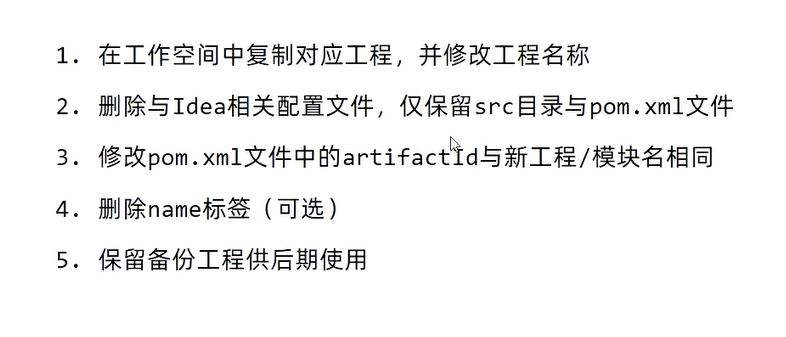 1. 在工作空间中复制对应工程，并修改工程名称
2. 删除与Idea相关配置文件，仅保留src目录与pom.xml文件
3. 修改pom.xml文件中的artifactId与新工程/模块名相同
4. 删除name标签（可选）
5. 保留备份工程供后期使用